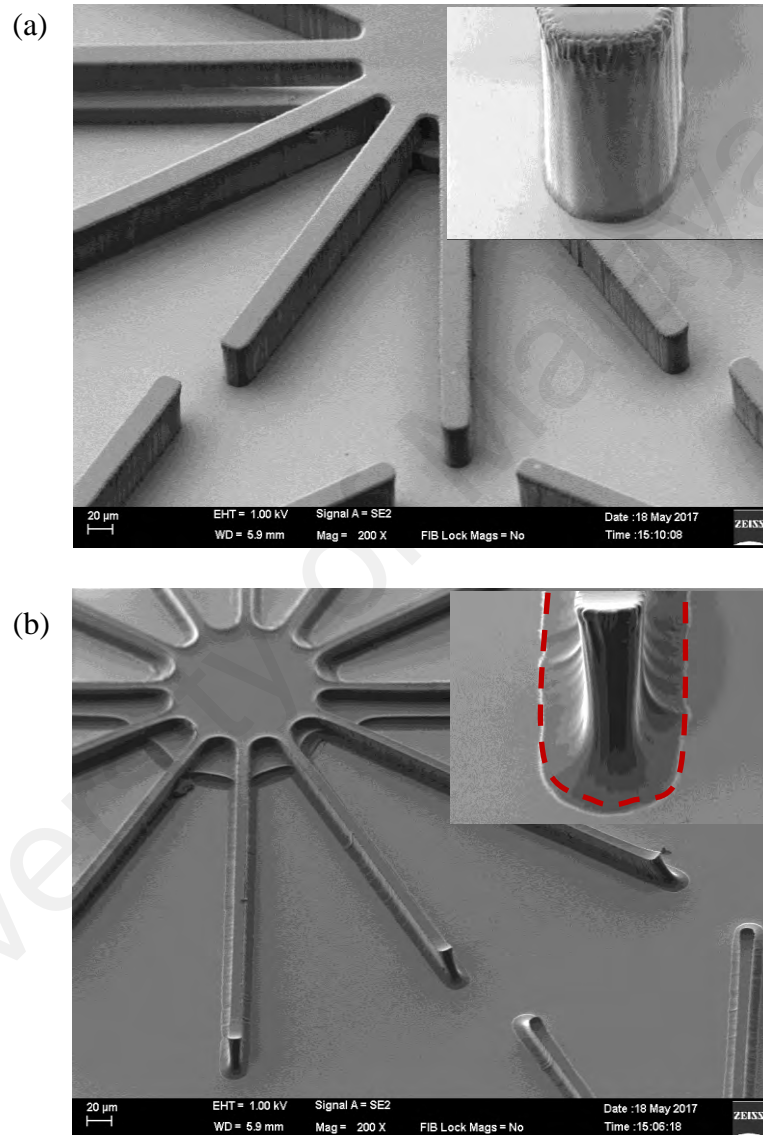 (a)
20 µm
EHT = 1.00 kV Signal A = SE2 Date :18 May 2017
WD = 5.9 mm Mag = 200 X FIB Lock Mags = No Time :15:10:08
ZEISS
(b)
20 µm
EHT = 1.00 kV Signal A = SE2 Date :18 May 2017
WD = 5.9 mm Mag = 200 X FIB Lock Mags = No Time :15:06:18
ZEISS